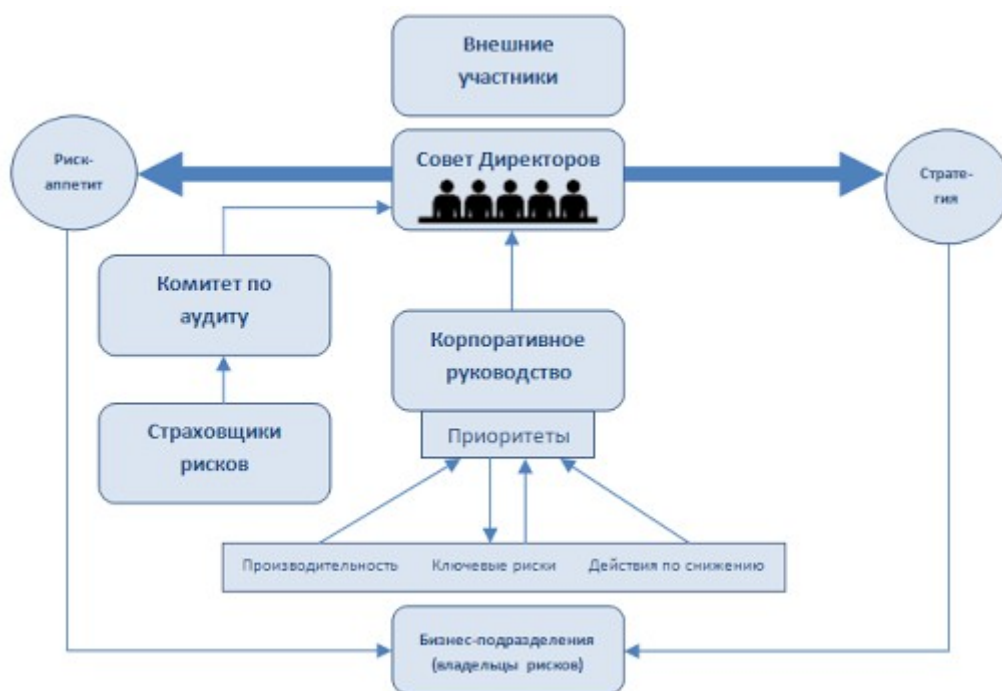 Внешние
участники
Совет Директоров
Риск-
аппетит
Страте-
гия
Комитет по
аудиту
Корпоративное
руководство
Приоритеты
Страховщики
рисков
Производительность Ключевые риски Действия по снижению
Бизнес-подразделения
(владельцы рисков)